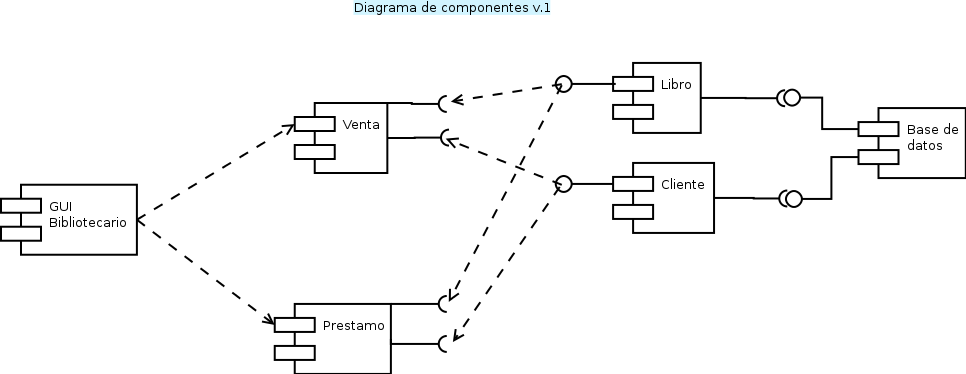 Diagrama de componentes v.1
Libro
Venta
Base de
datos
Cliente
GUI
Bibliotecario
Prestamo